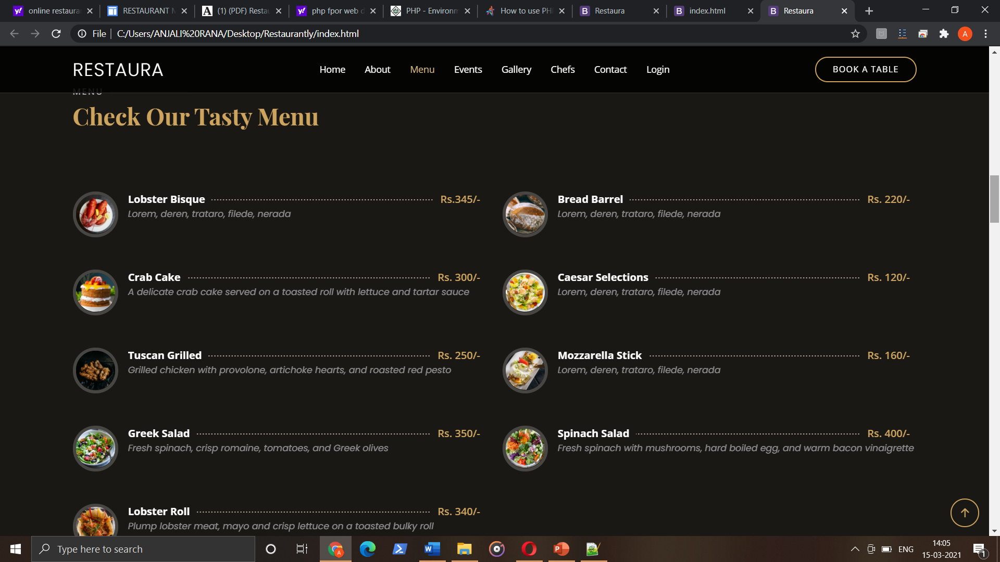 online restaura
RESTAURANT M
(1) (PDF) Resta
php fpor web d
PHP - Environm
How to use PH
Restaura
index.html
Restaura
File
C:/Users/ANJALI%20RANA/Desktop/Restaurantly/index.html
A
RESTAURA
Home
About
Menu
Events
Gallery
Chefs
Contact
Login
BOOK A TABLE
MENU
Check Our Tasty Menu
Lobster Bisque Rs.345/-
Lorem, deren, trataro, filede, nerada
Bread Barrel Rs. 220/-
Lorem, deren, trataro, filede, nerada
Crab Cake Rs. 300/-
A delicate crab cake served on a toasted roll with lettuce and tartar sauce
Caesar Selections Rs. 120/-
Lorem, deren, trataro, filede, nerada
Tuscan Grilled Rs. 250/-
Grilled chicken with provolone, artichoke hearts, and roasted red pesto
Mozzarella Stick Rs. 160/-
Lorem, deren, trataro, filede, nerada
Greek Salad Rs. 350/-
Fresh spinach, crisp romaine, tomatoes, and Greek olives
Spinach Salad Rs. 400/-
Fresh spinach with mushrooms, hard boiled egg, and warm bacon vinaigrette
Lobster Roll Rs. 340/-
Plump lobster meat, mayo and crisp lettuce on a toasted bulky roll
Type here to search
ENG
14:05
15-03-2021
1